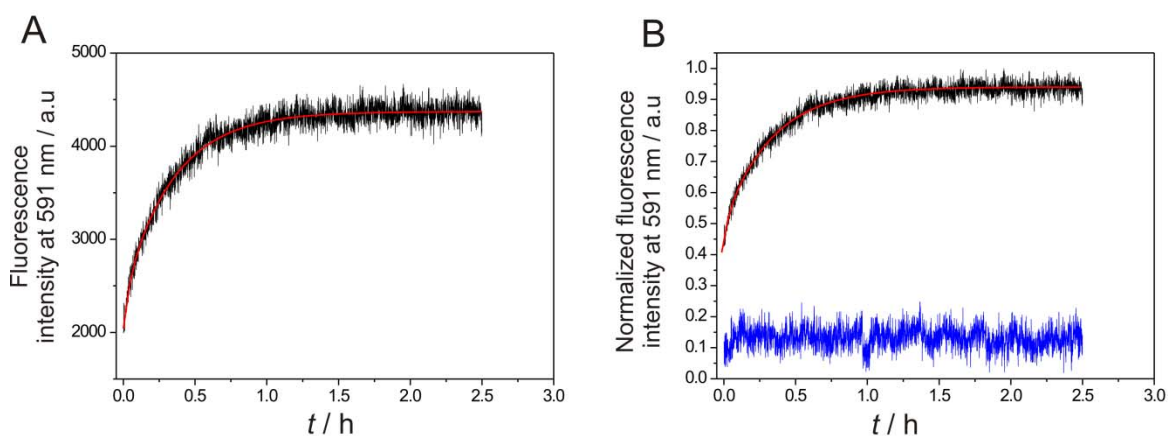 A
Fluorescence
intensity at 591 nm / a.u
5000
4000
3000
2000
0.0 0.5 1.0 1.5 2.0 2.5 3.0
t / h
B
Normalized fluorescence
intensity at 591 nm / a.u
1.0
0.9
0.8
0.7
0.6
0.5
0.4
0.3
0.2
0.1
0.0
0.0 0.5 1.0 1.5 2.0 2.5 3.0
t / h